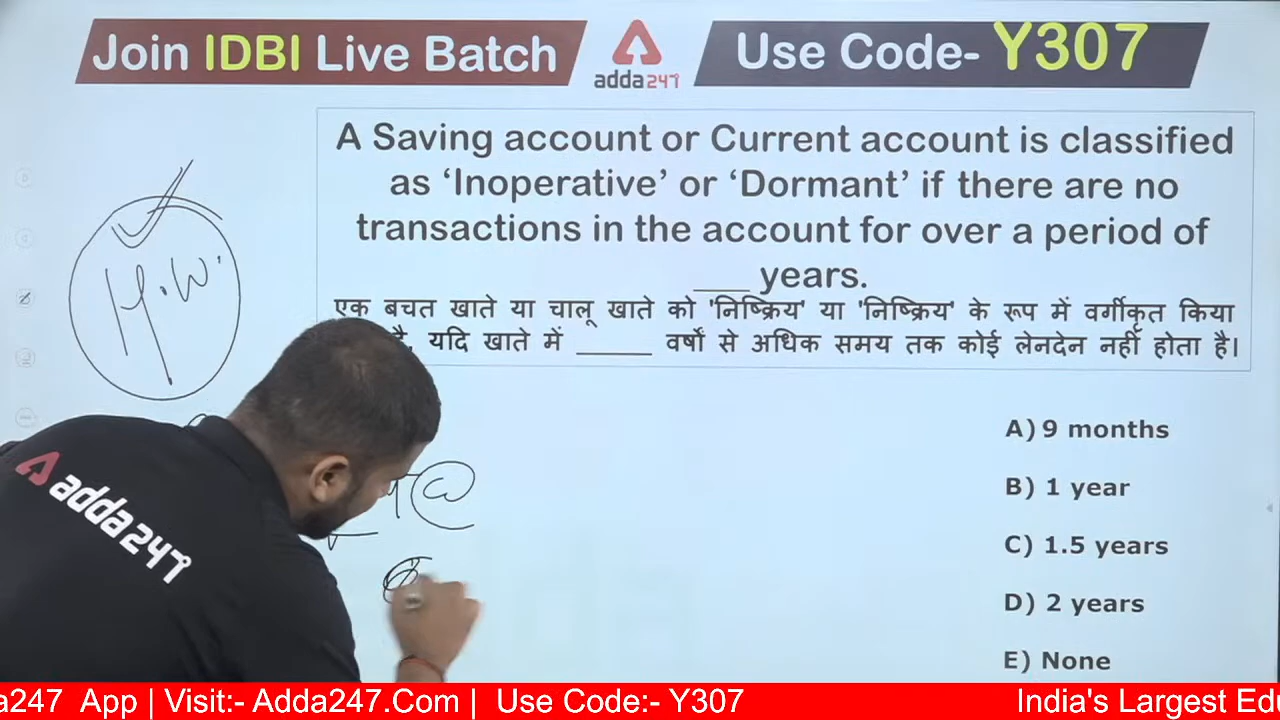 Join IDBI Live Batch
adda247
Use Code- Y307
A Saving account or Current account is classified
as ‘Inoperative’ or ‘Dormant’ if there are no
transactions in the account for over a period of
___ years.
एक बचत खाते या चालू खाते को 'निष्क्रिय' या 'निष्क्रिय' के रूप में वर्गीकृत किया
है, यदि खाते में _____ वर्षों से अधिक समय तक कोई लेनदेन नहीं होता है।
H.W.
A) 9 months
B) 1 year
C) 1.5 years
D) 2 years
E) None
adda247
a247 App | Visit:- Adda247.Com | Use Code:- Y307
India's Largest Edu